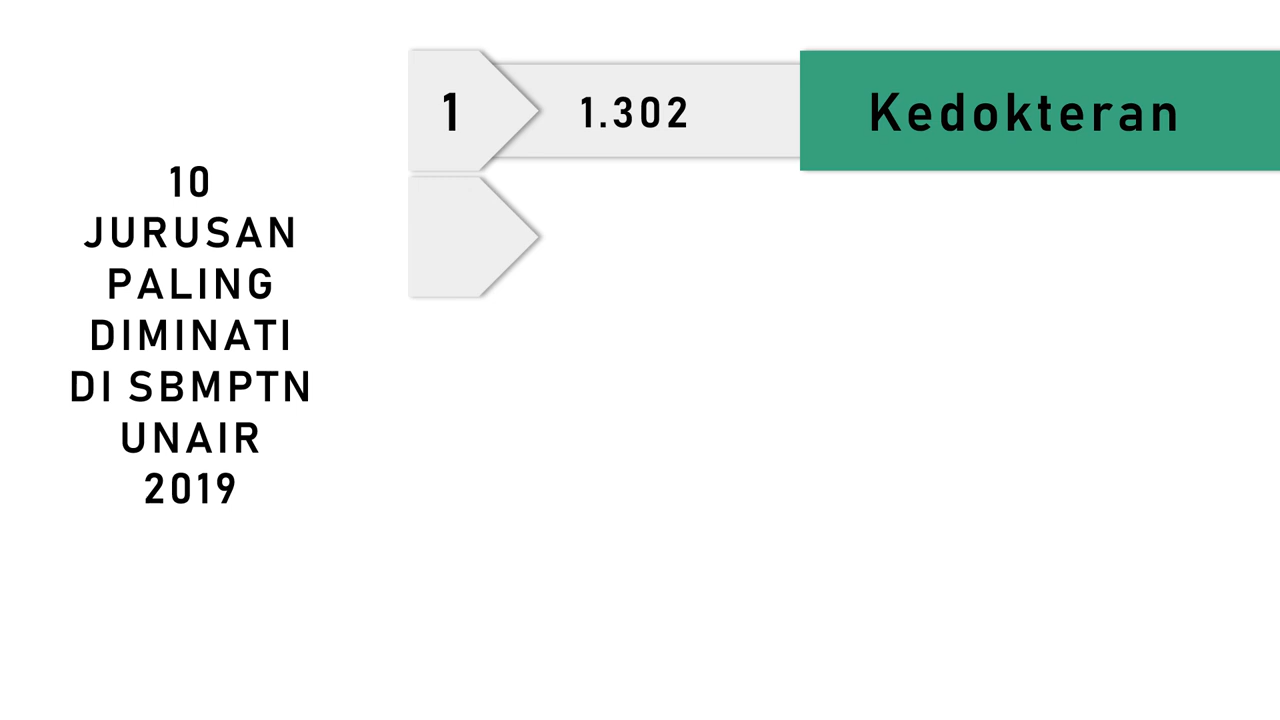 10
JURUSAN
PALING
DIMINATI
DI SBMPTN
UNAIR
2019
1
1.302
Kedokteran